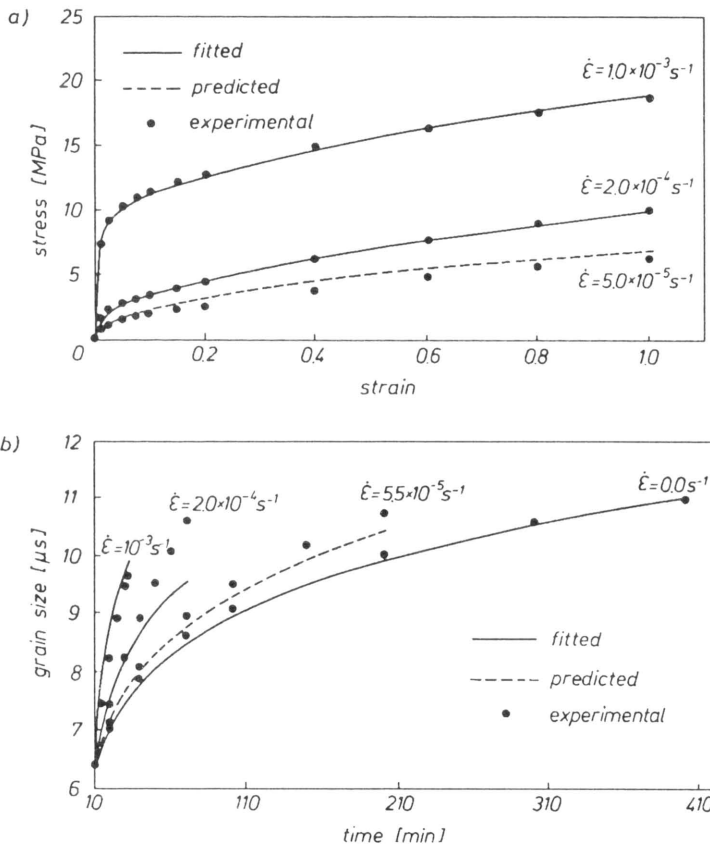 a)
25
20
15
10
5
0
stress [MPa]
fitted
predicted
experimental
ε̇=1.0×10⁻³s⁻¹
ε̇=2.0×10⁻⁴s⁻¹
ε̇=5.0×10⁻⁵s⁻¹
0.2
0.4
0.6
0.8
1.0
strain
b)
12
11
10
9
8
7
6
grain size [μs]
ε̇=10⁻³s⁻¹
ε̇=2.0×10⁻⁴s⁻¹
ε̇=5.5×10⁻⁵s⁻¹
ε̇=0.0s⁻¹
fitted
predicted
experimental
10
110
210
310
410
time [min]